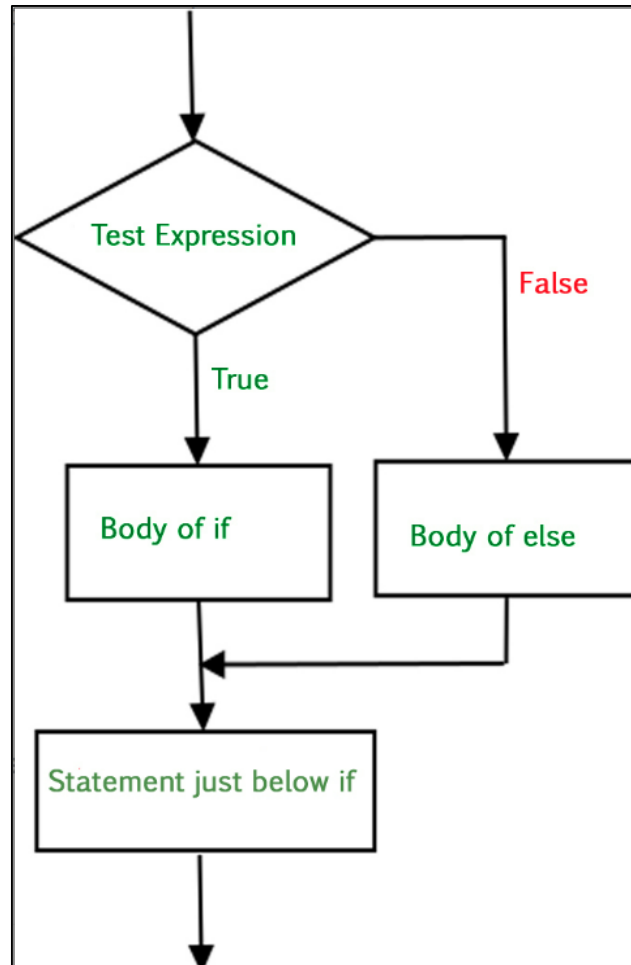 Test Expression
False
True
Body of if
Body of else
Statement just below if